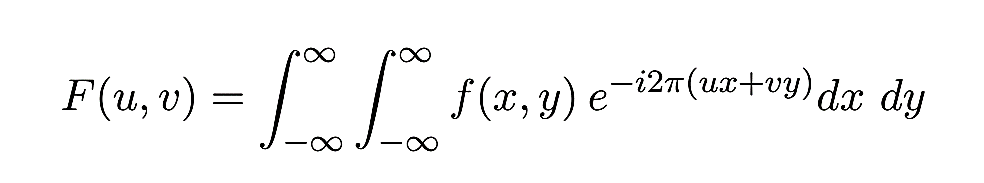 F(u, v) = ∫_{-∞}^{∞} ∫_{-∞}^{∞} f(x, y) e^{-i2π(ux+vy)} dx dy